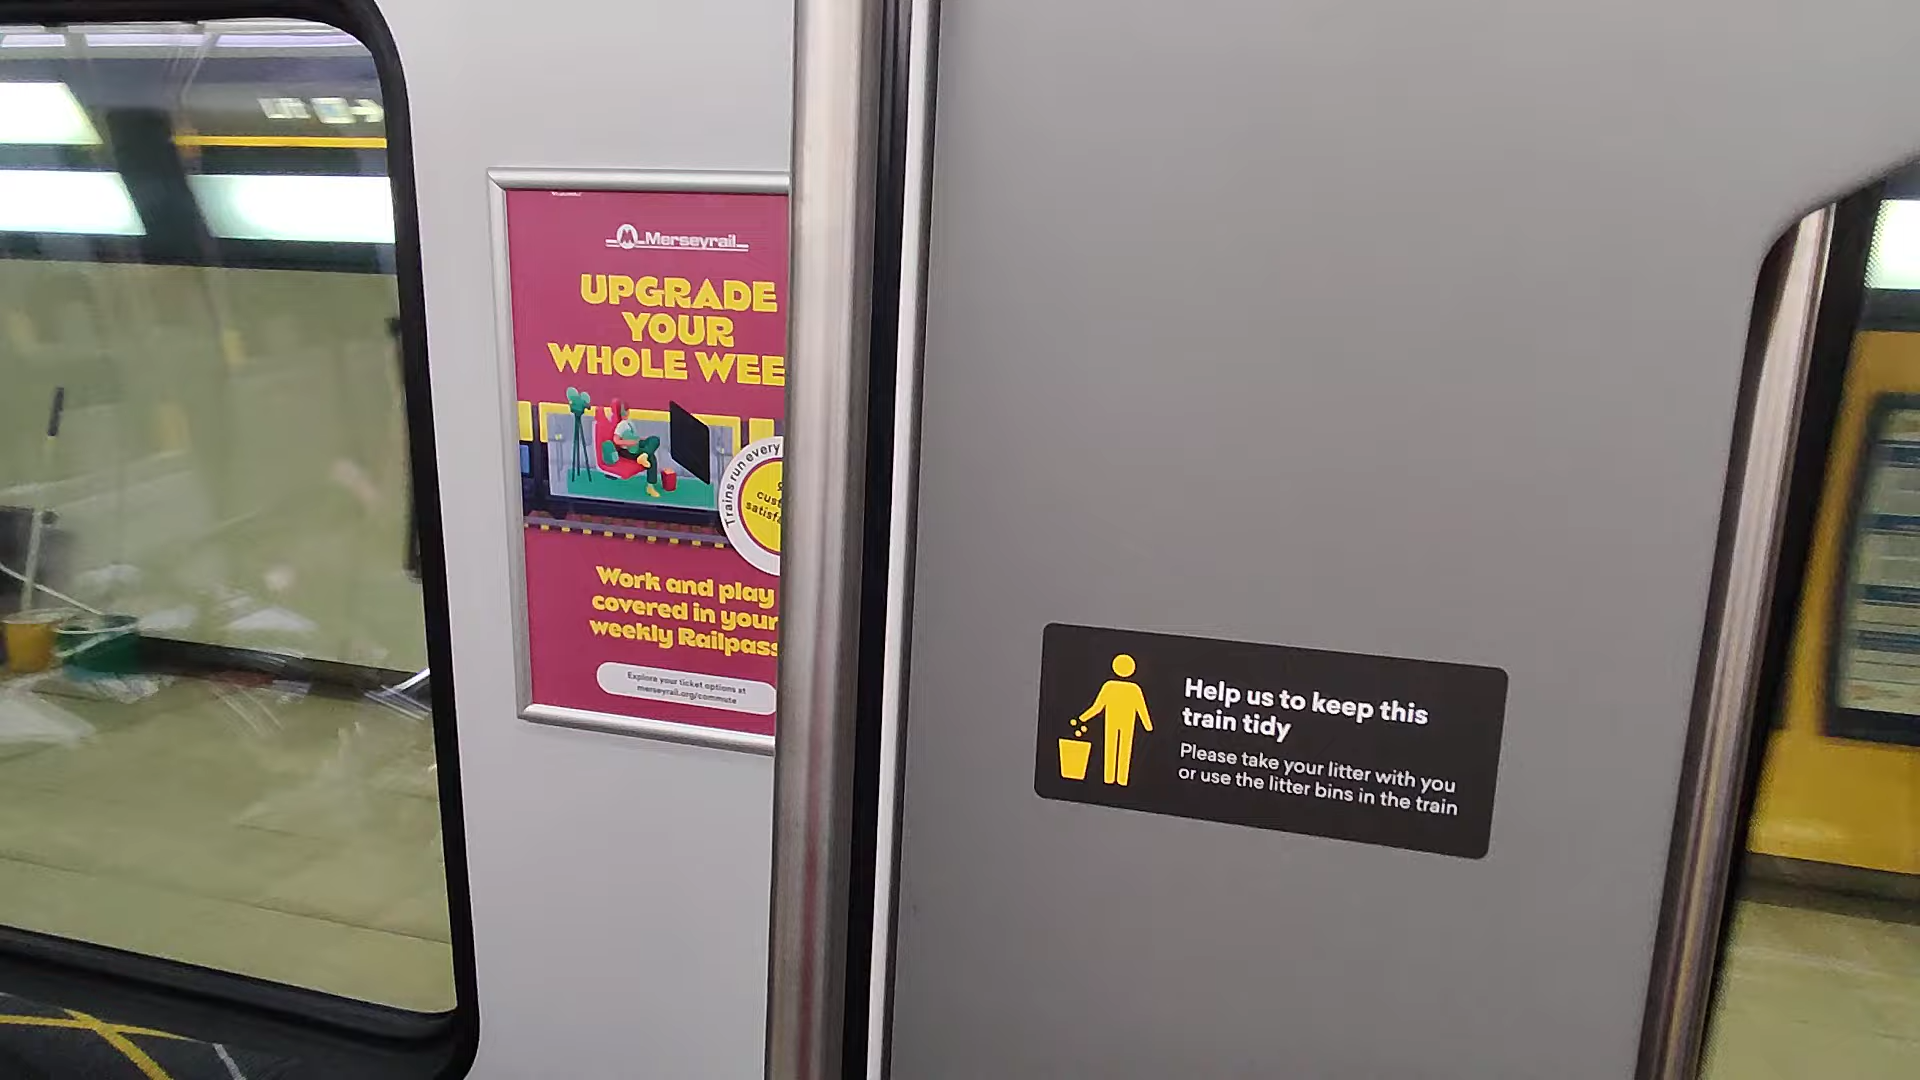 Merseyrail
UPGRADE
YOUR
WHOLE WEE
Trains run every
cust
satisfa
Work and play
covered in your
weekly Railpass
Explore your ticket options at
merseyrail.org/commute
Help us to keep this
train tidy
Please take your litter with you
or use the litter bins in the train